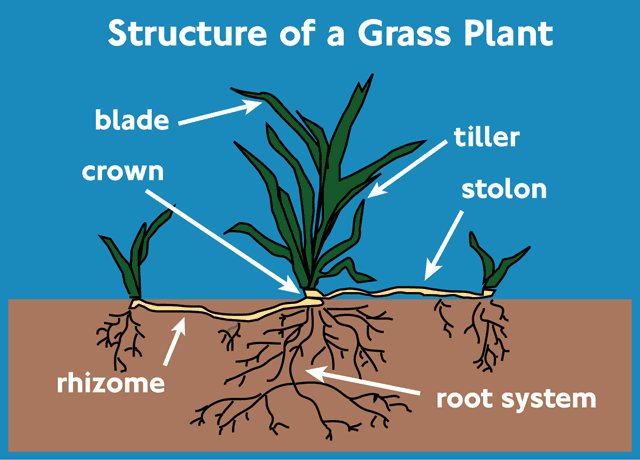 Structure of a Grass Plant
blade
tiller
crown
stolon
rhizome
root system